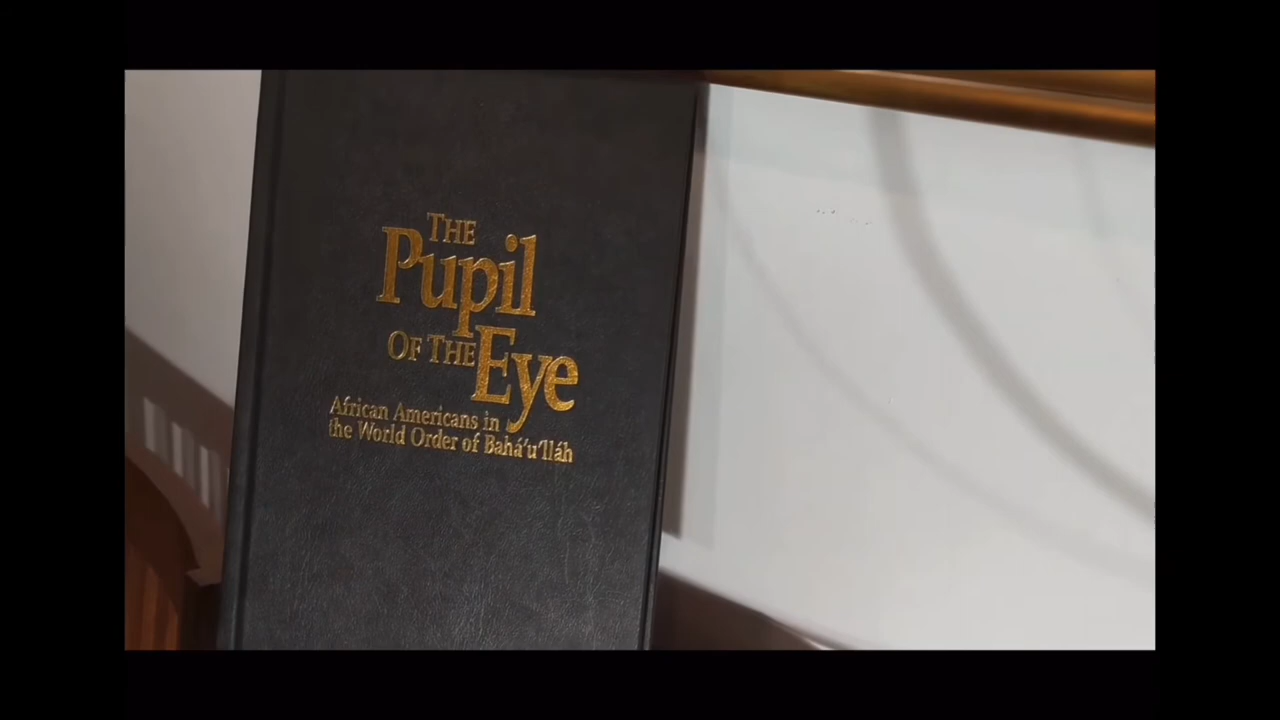 THE
Pupil
OF THE
Eye
African Americans in
the World Order of Bahá'u'lláh